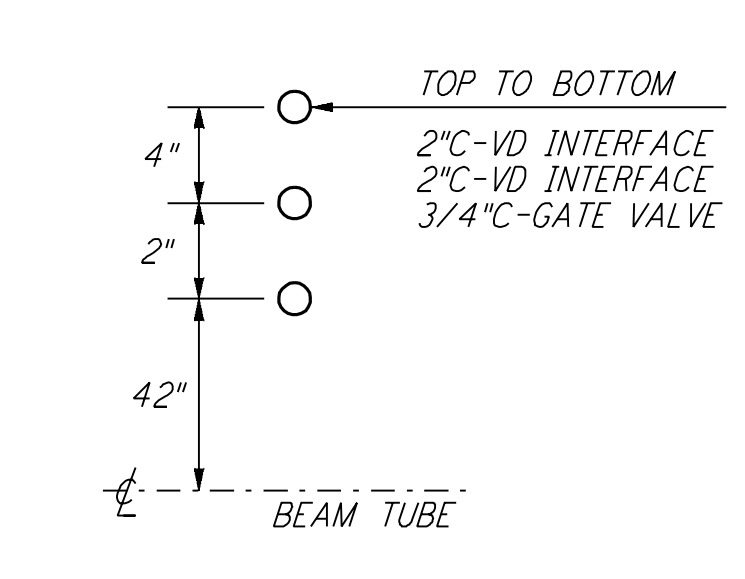 TOP TO BOTTOM
2"C-VD INTERFACE
2"C-VD INTERFACE
3/4"C-GATE VALVE
4"
2"
42"
℄
BEAM TUBE